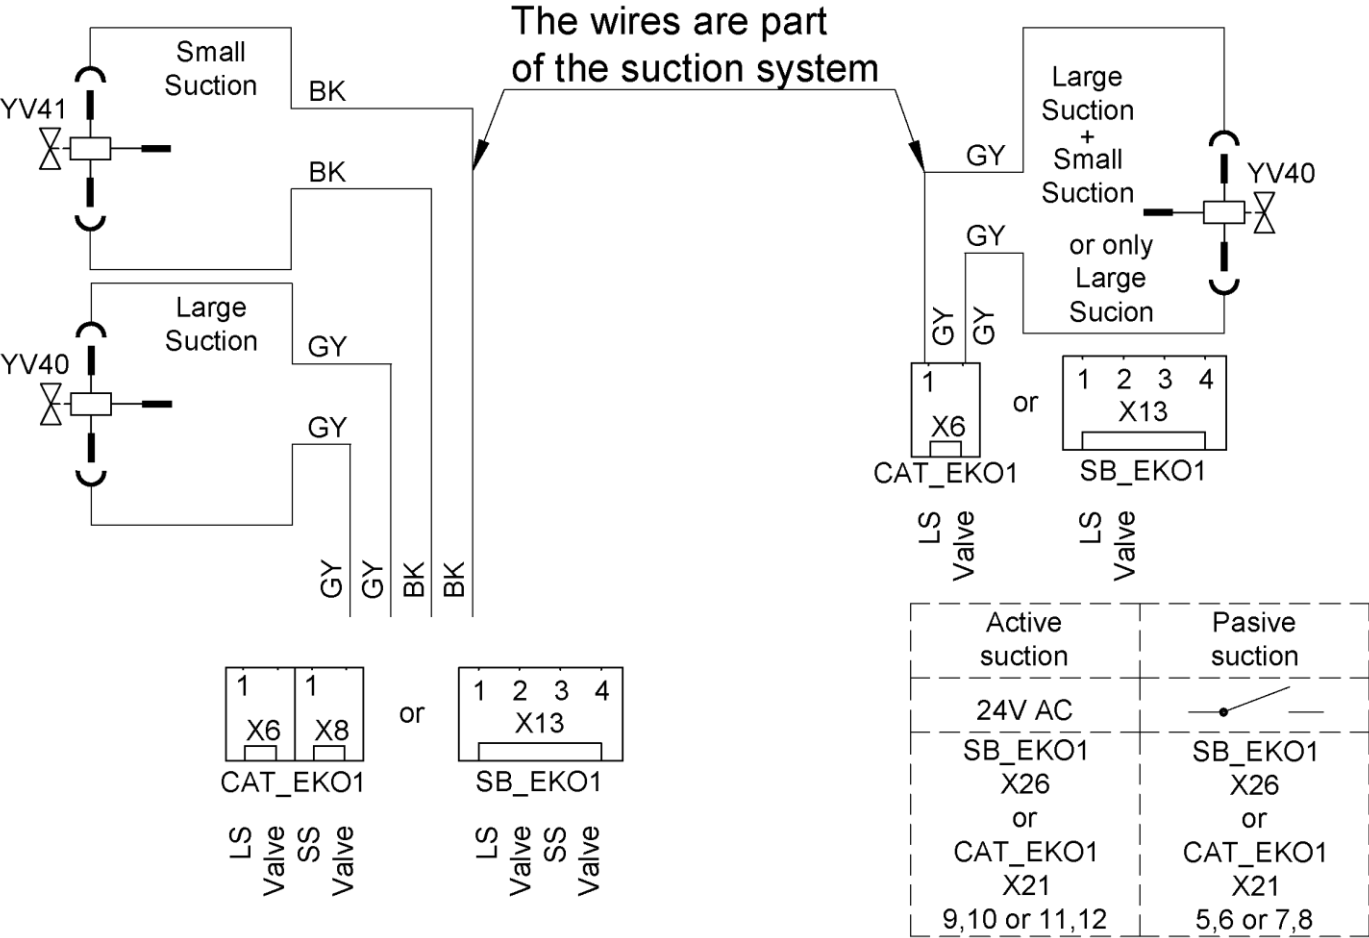 The wires are part
of the suction system
Small
Suction
BK
YV41
BK
Large
Suction
GY
YV40
GY
GY
GY
BK
BK
1
1
X6
X8
CAT_EKO1
or
1 2 3 4
X13
SB_EKO1
LS
Valve
SS
Valve
LS
Valve
SS
Valve
Large
Suction
+
Small
Suction
or only
Large
Sucion
GY
YV40
GY
GY
GY
1
X6
CAT_EKO1
or
1 2 3 4
X13
SB_EKO1
LS
Valve
LS
Valve
Active
suction
Pasive
suction
24V AC
SB_EKO1
X26
or
CAT_EKO1
X21
9,10 or 11,12
SB_EKO1
X26
or
CAT_EKO1
X21
5,6 or 7,8